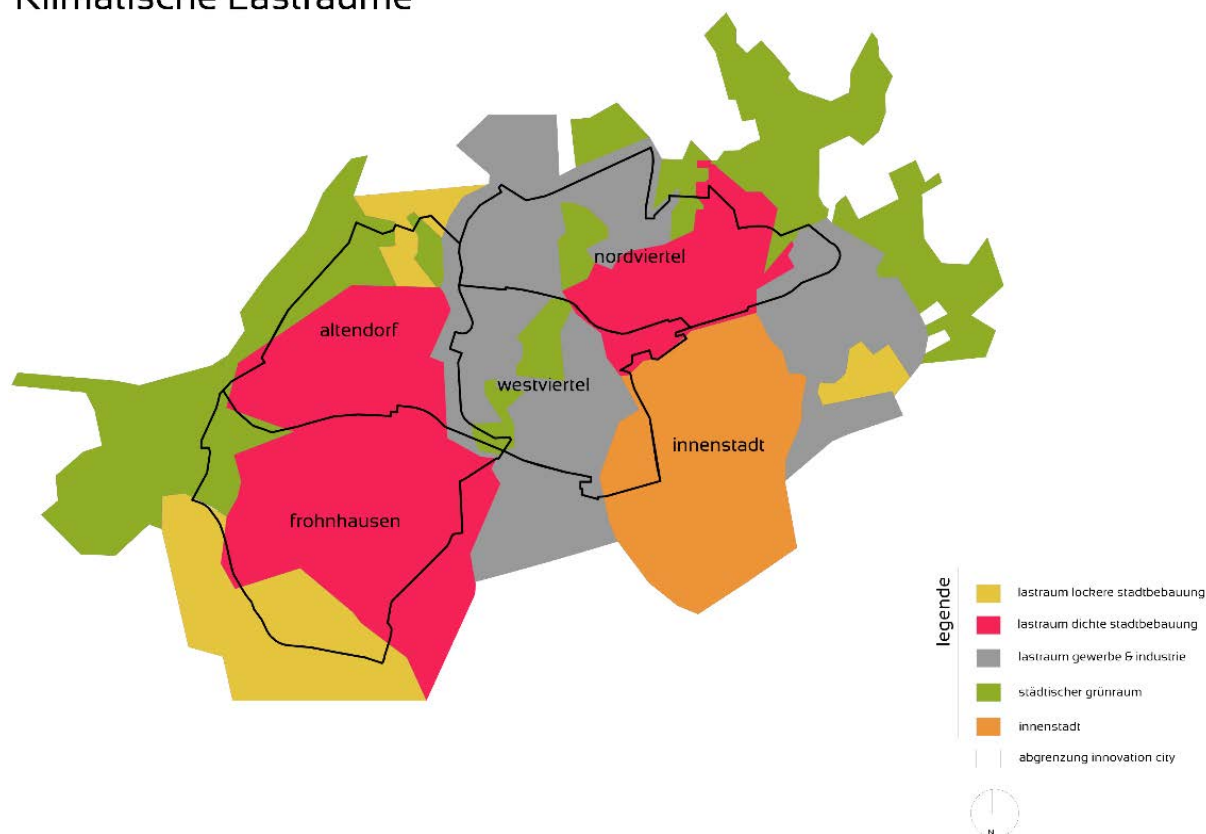 Klimatische Lasträume
nordviertel
altendorf
westviertel
innenstadt
frohnhausen
legende
lastraum lockere stadtbebauung
lastraum dichte stadtbebauung
lastraum gewerbe & industrie
städtischer grünraum
innenstadt
abgrenzung innovation city
N